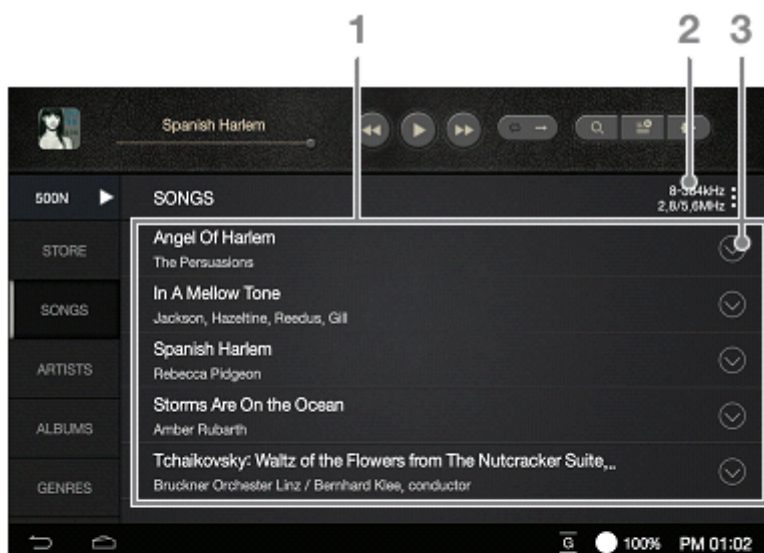 1 2 3
Spanish Harlem
500N
SONGS
8-384kHz
2,8/5,6MHz
STORE
SONGS
ARTISTS
ALBUMS
GENRES
Angel Of Harlem
The Persuasions
In A Mellow Tone
Jackson, Hazeltine, Reedus, Gill
Spanish Harlem
Rebecca Pidgeon
Storms Are On the Ocean
Amber Rubarth
Tchaikovsky: Waltz of the Flowers from The Nutcracker Suite,...
Bruckner Orchester Linz / Bernhard Klee, conductor
G 100% PM 01:02